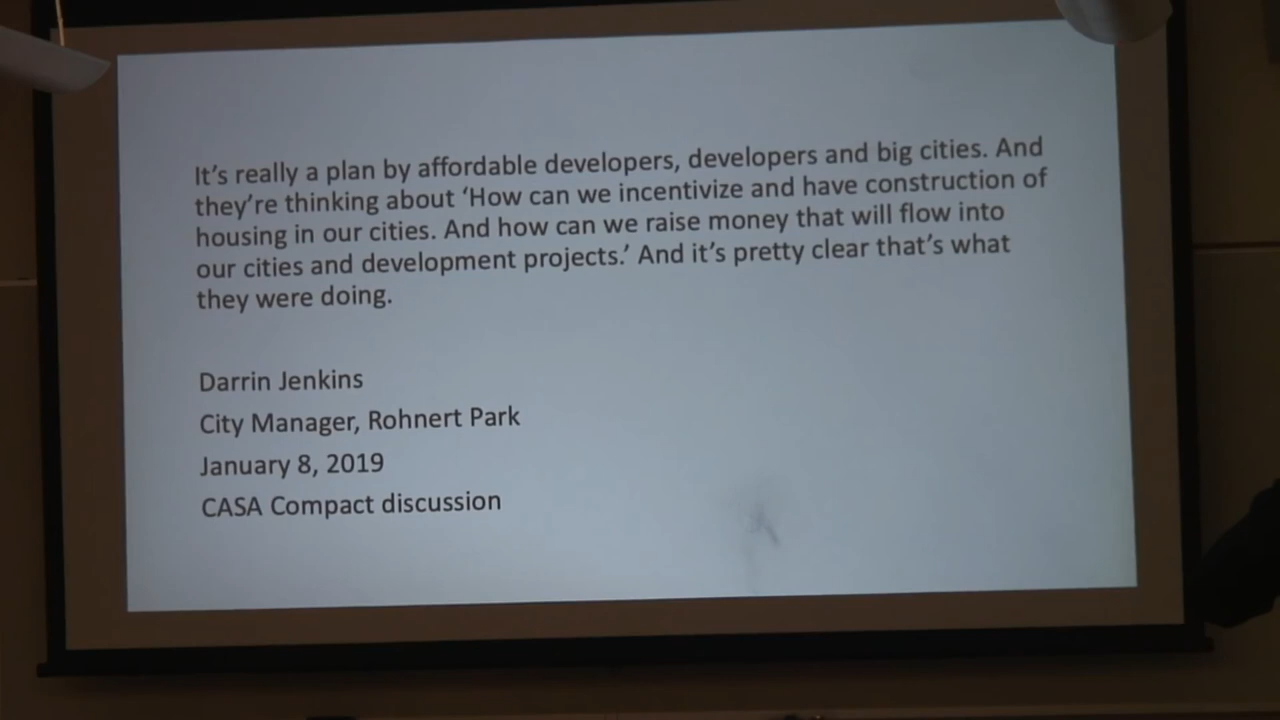 It’s really a plan by affordable developers, developers and big cities. And
they’re thinking about ‘How can we incentivize and have construction of
housing in our cities. And how can we raise money that will flow into
our cities and development projects.’ And it’s pretty clear that’s what
they were doing.
Darrin Jenkins
City Manager, Rohnert Park
January 8, 2019
CASA Compact discussion